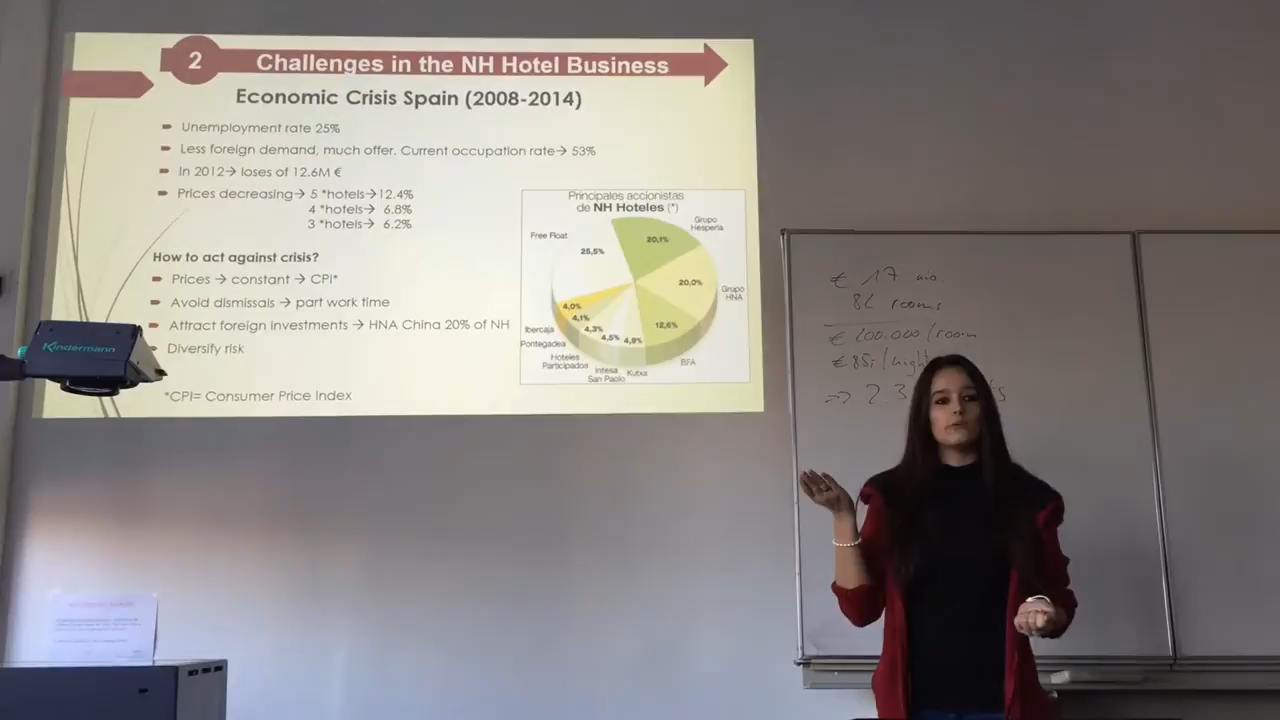 2
Challenges in the NH Hotel Business
Economic Crisis Spain (2008-2014)
Unemployment rate 25%
Less foreign demand, much offer. Current occupation rate→ 53%
In 2012→ loses of 12.6M €
Prices decreasing→ 5 *hotels→12.4%
4 *hotels→ 6.8%
3 *hotels→ 6.2%
How to act against crisis?
Prices → constant → CPI*
Avoid dismissals → part work time
Attract foreign investments → HNA China 20% of NH
Diversify risk
*CPI= Consumer Price Index
Principales accionistas
de NH Hoteles (*)
Free Float
25,5%
Grupo
Hesperia
20,1%
Grupo
HNA
20,0%
BFA
12,6%
Kutxa
4,9%
Intesa
San Paolo
4,5%
Hoteles
Participados
4,3%
Pontegadea
4,1%
Ibercaja
4,0%
Kindermann
€ 17 mio
82 rooms
€ 200.000/room
€ 85,/night
=> 2.3